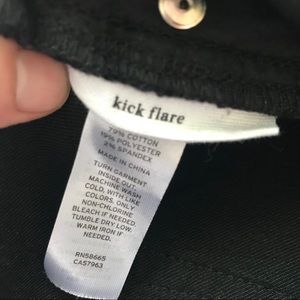 kick flare
79% COTTON
19% POLYESTER
2% SPANDEX
MADE IN CHINA
TURN GARMENT
INSIDE OUT.
MACHINE WASH
COLD, WITH LIKE
COLORS. ONLY
NON-CHLORINE
BLEACH IF NEEDED.
TUMBLE DRY LOW.
WARM IRON IF
NEEDED.
RN58665
CA57963